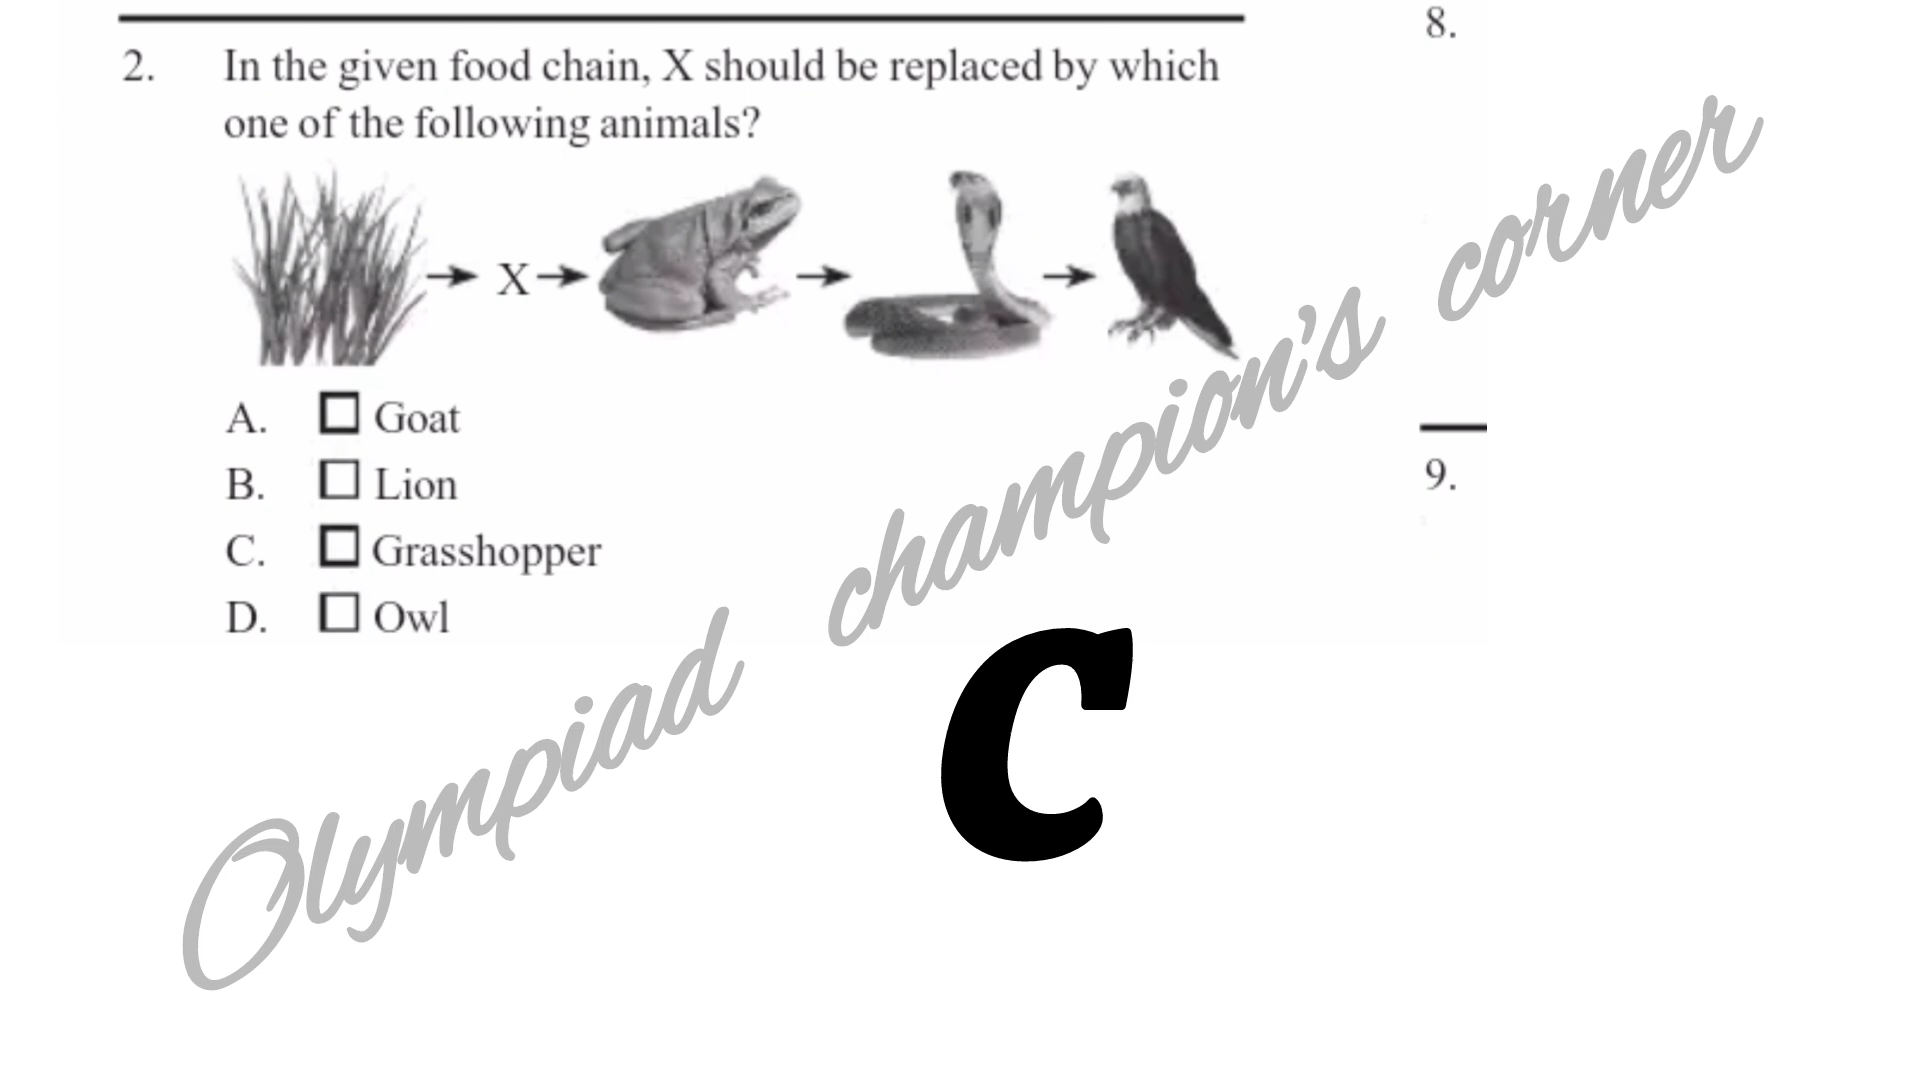 2. In the given food chain, X should be replaced by which
one of the following animals?
X
A. Goat
B. Lion
C. Grasshopper
D. Owl
8.
9.
Olympiad champion's corner
C